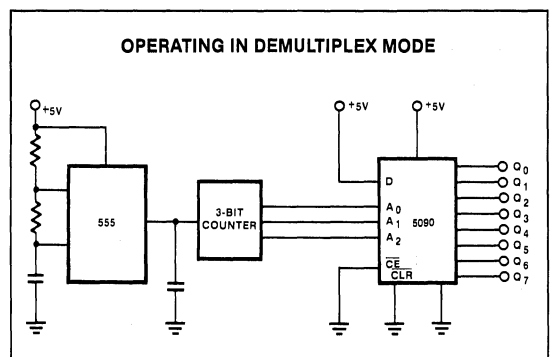 OPERATING IN DEMULTIPLEX MODE
+5V
+5V
+5V
555
3-BIT
COUNTER
D
A0
A1
A2
5090
CE
CLR
Q0
Q1
Q2
Q3
Q4
Q5
Q6
Q7